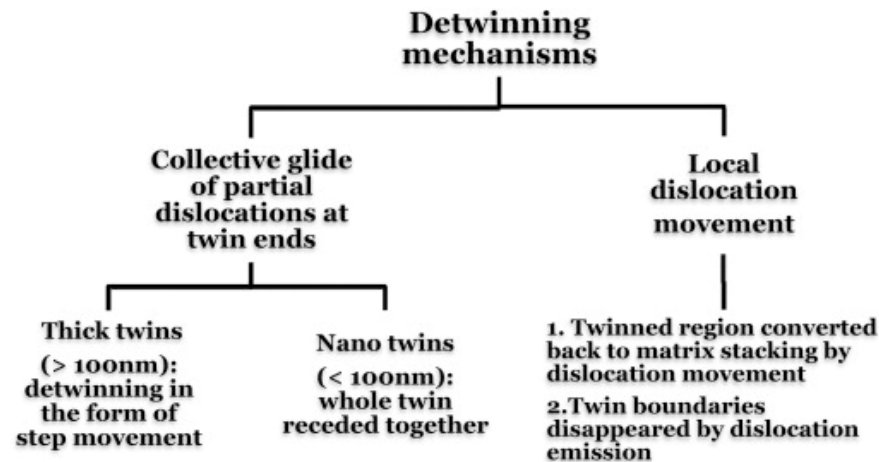 Detwinning
mechanisms
Collective glide
of partial
dislocations at
twin ends
Local
dislocation
movement
Thick twins
(> 100nm):
detwinning in
the form of
step movement
Nano twins
(< 100nm):
whole twin
receded together
1. Twinned region converted
back to matrix stacking by
dislocation movement
2.Twin boundaries
disappeared by dislocation
emission